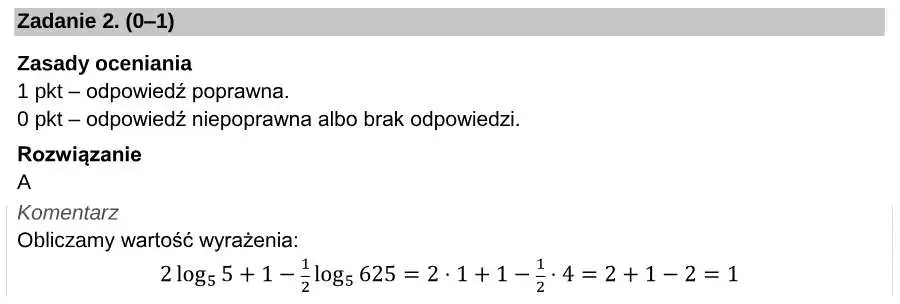 Zadanie 2. (0–1)
Zasady oceniania
1 pkt – odpowiedź poprawna.
0 pkt – odpowiedź niepoprawna albo brak odpowiedzi.
Rozwiązanie
A
Komentarz
Obliczamy wartość wyrażenia:
2 log₅ 5 + 1 − ½ log₅ 625 = 2 · 1 + 1 − ½ · 4 = 2 + 1 − 2 = 1